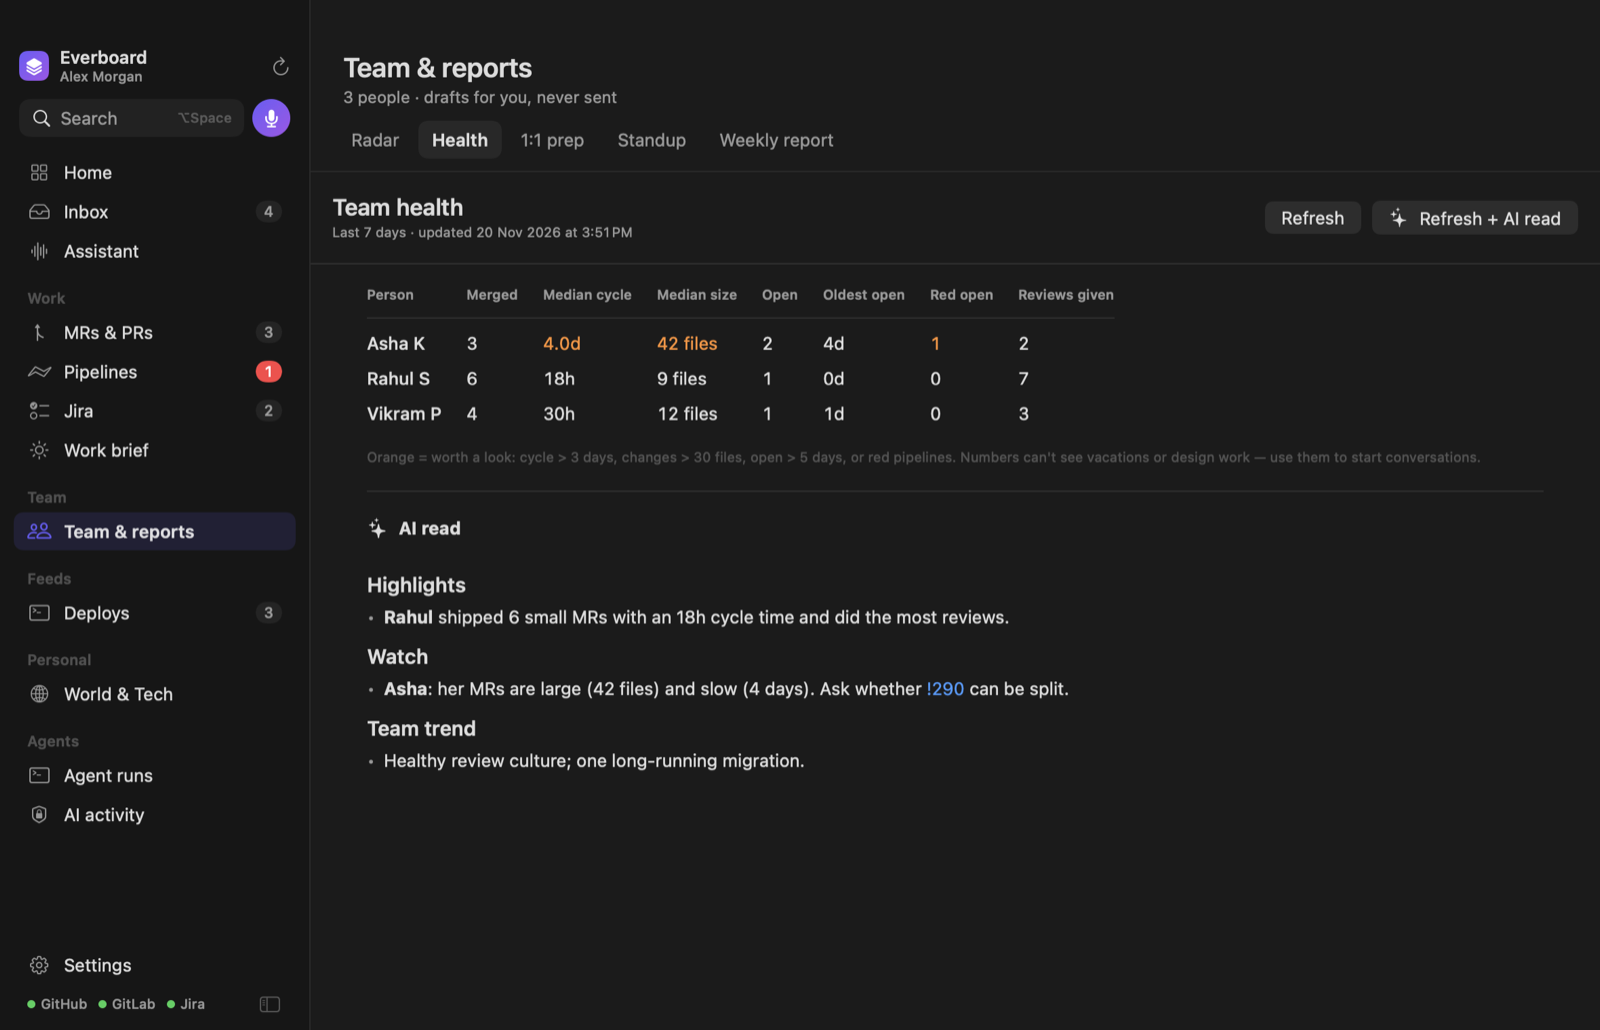 Everboard
Alex Morgan
Search ⌥Space
Home
Inbox 4
Assistant
Work
MRs & PRs 3
Pipelines 1
Jira 2
Work brief
Team
Team & reports
Feeds
Deploys 3
Personal
World & Tech
Agents
Agent runs
AI activity
Settings
GitHub GitLab Jira
Team & reports
3 people · drafts for you, never sent
Radar Health 1:1 prep Standup Weekly report
Team health
Last 7 days · updated 20 Nov 2026 at 3:51 PM
Refresh Refresh + AI read
Person Merged Median cycle Median size Open Oldest open Red open Reviews given
Asha K 3 4.0d 42 files 2 4d 1 2
Rahul S 6 18h 9 files 1 0d 0 7
Vikram P 4 30h 12 files 1 1d 0 3
Orange = worth a look: cycle > 3 days, changes > 30 files, open > 5 days, or red pipelines. Numbers can't see vacations or design work — use them to start conversations.
AI read
Highlights
• Rahul shipped 6 small MRs with an 18h cycle time and did the most reviews.
Watch
• Asha: her MRs are large (42 files) and slow (4 days). Ask whether !290 can be split.
Team trend
• Healthy review culture; one long-running migration.